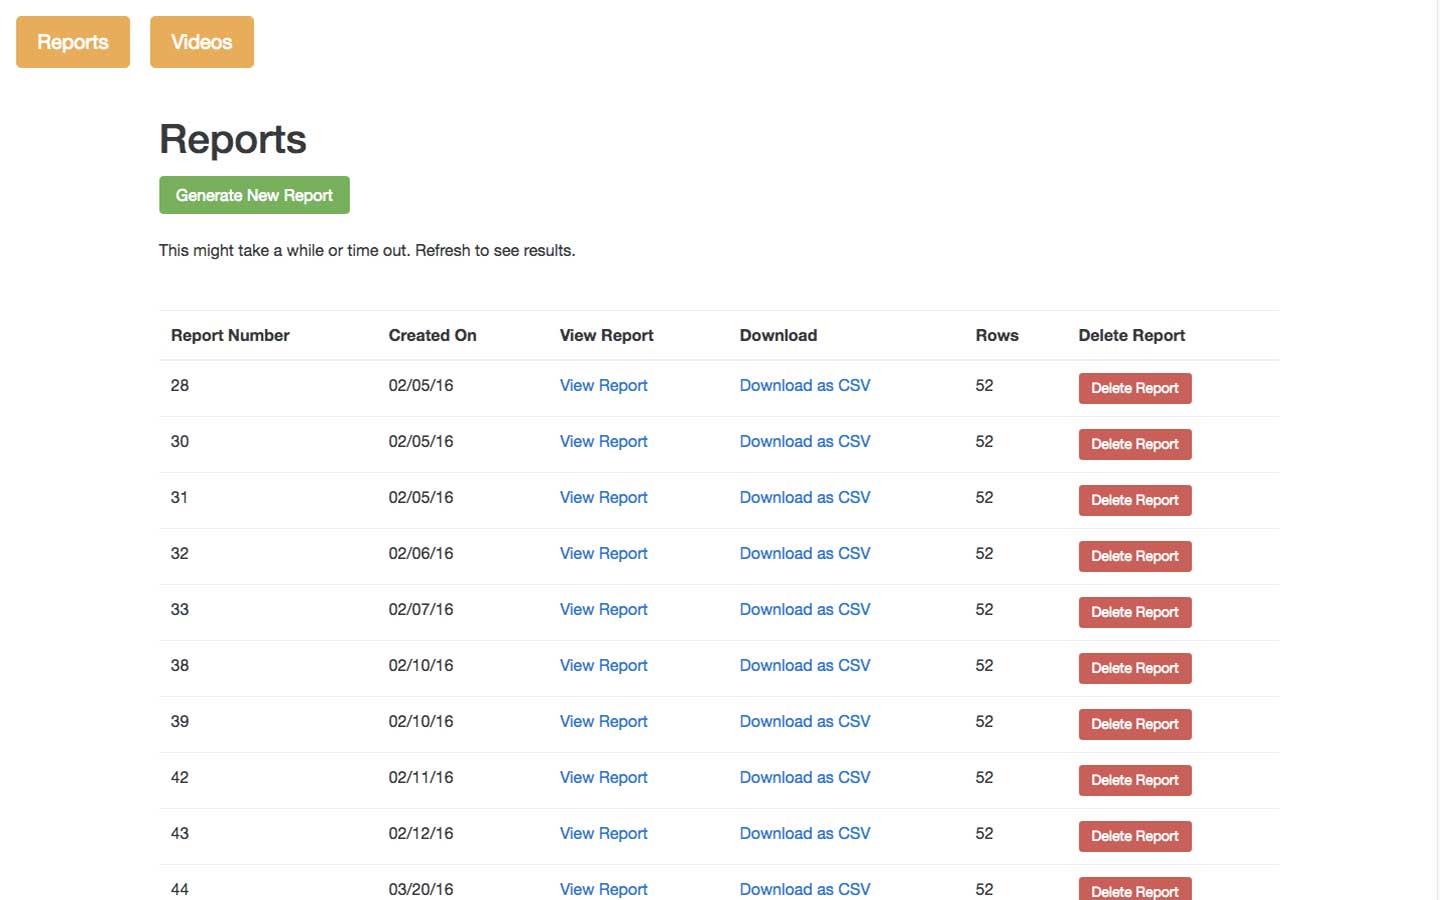 Reports Videos
Reports
Generate New Report
This might take a while or time out. Refresh to see results.
Report Number Created On View Report Download Rows Delete Report
28 02/05/16 View Report Download as CSV 52 Delete Report
30 02/05/16 View Report Download as CSV 52 Delete Report
31 02/05/16 View Report Download as CSV 52 Delete Report
32 02/06/16 View Report Download as CSV 52 Delete Report
33 02/07/16 View Report Download as CSV 52 Delete Report
38 02/10/16 View Report Download as CSV 52 Delete Report
39 02/10/16 View Report Download as CSV 52 Delete Report
42 02/11/16 View Report Download as CSV 52 Delete Report
43 02/12/16 View Report Download as CSV 52 Delete Report
44 03/20/16 View Report Download as CSV 52 Delete Report